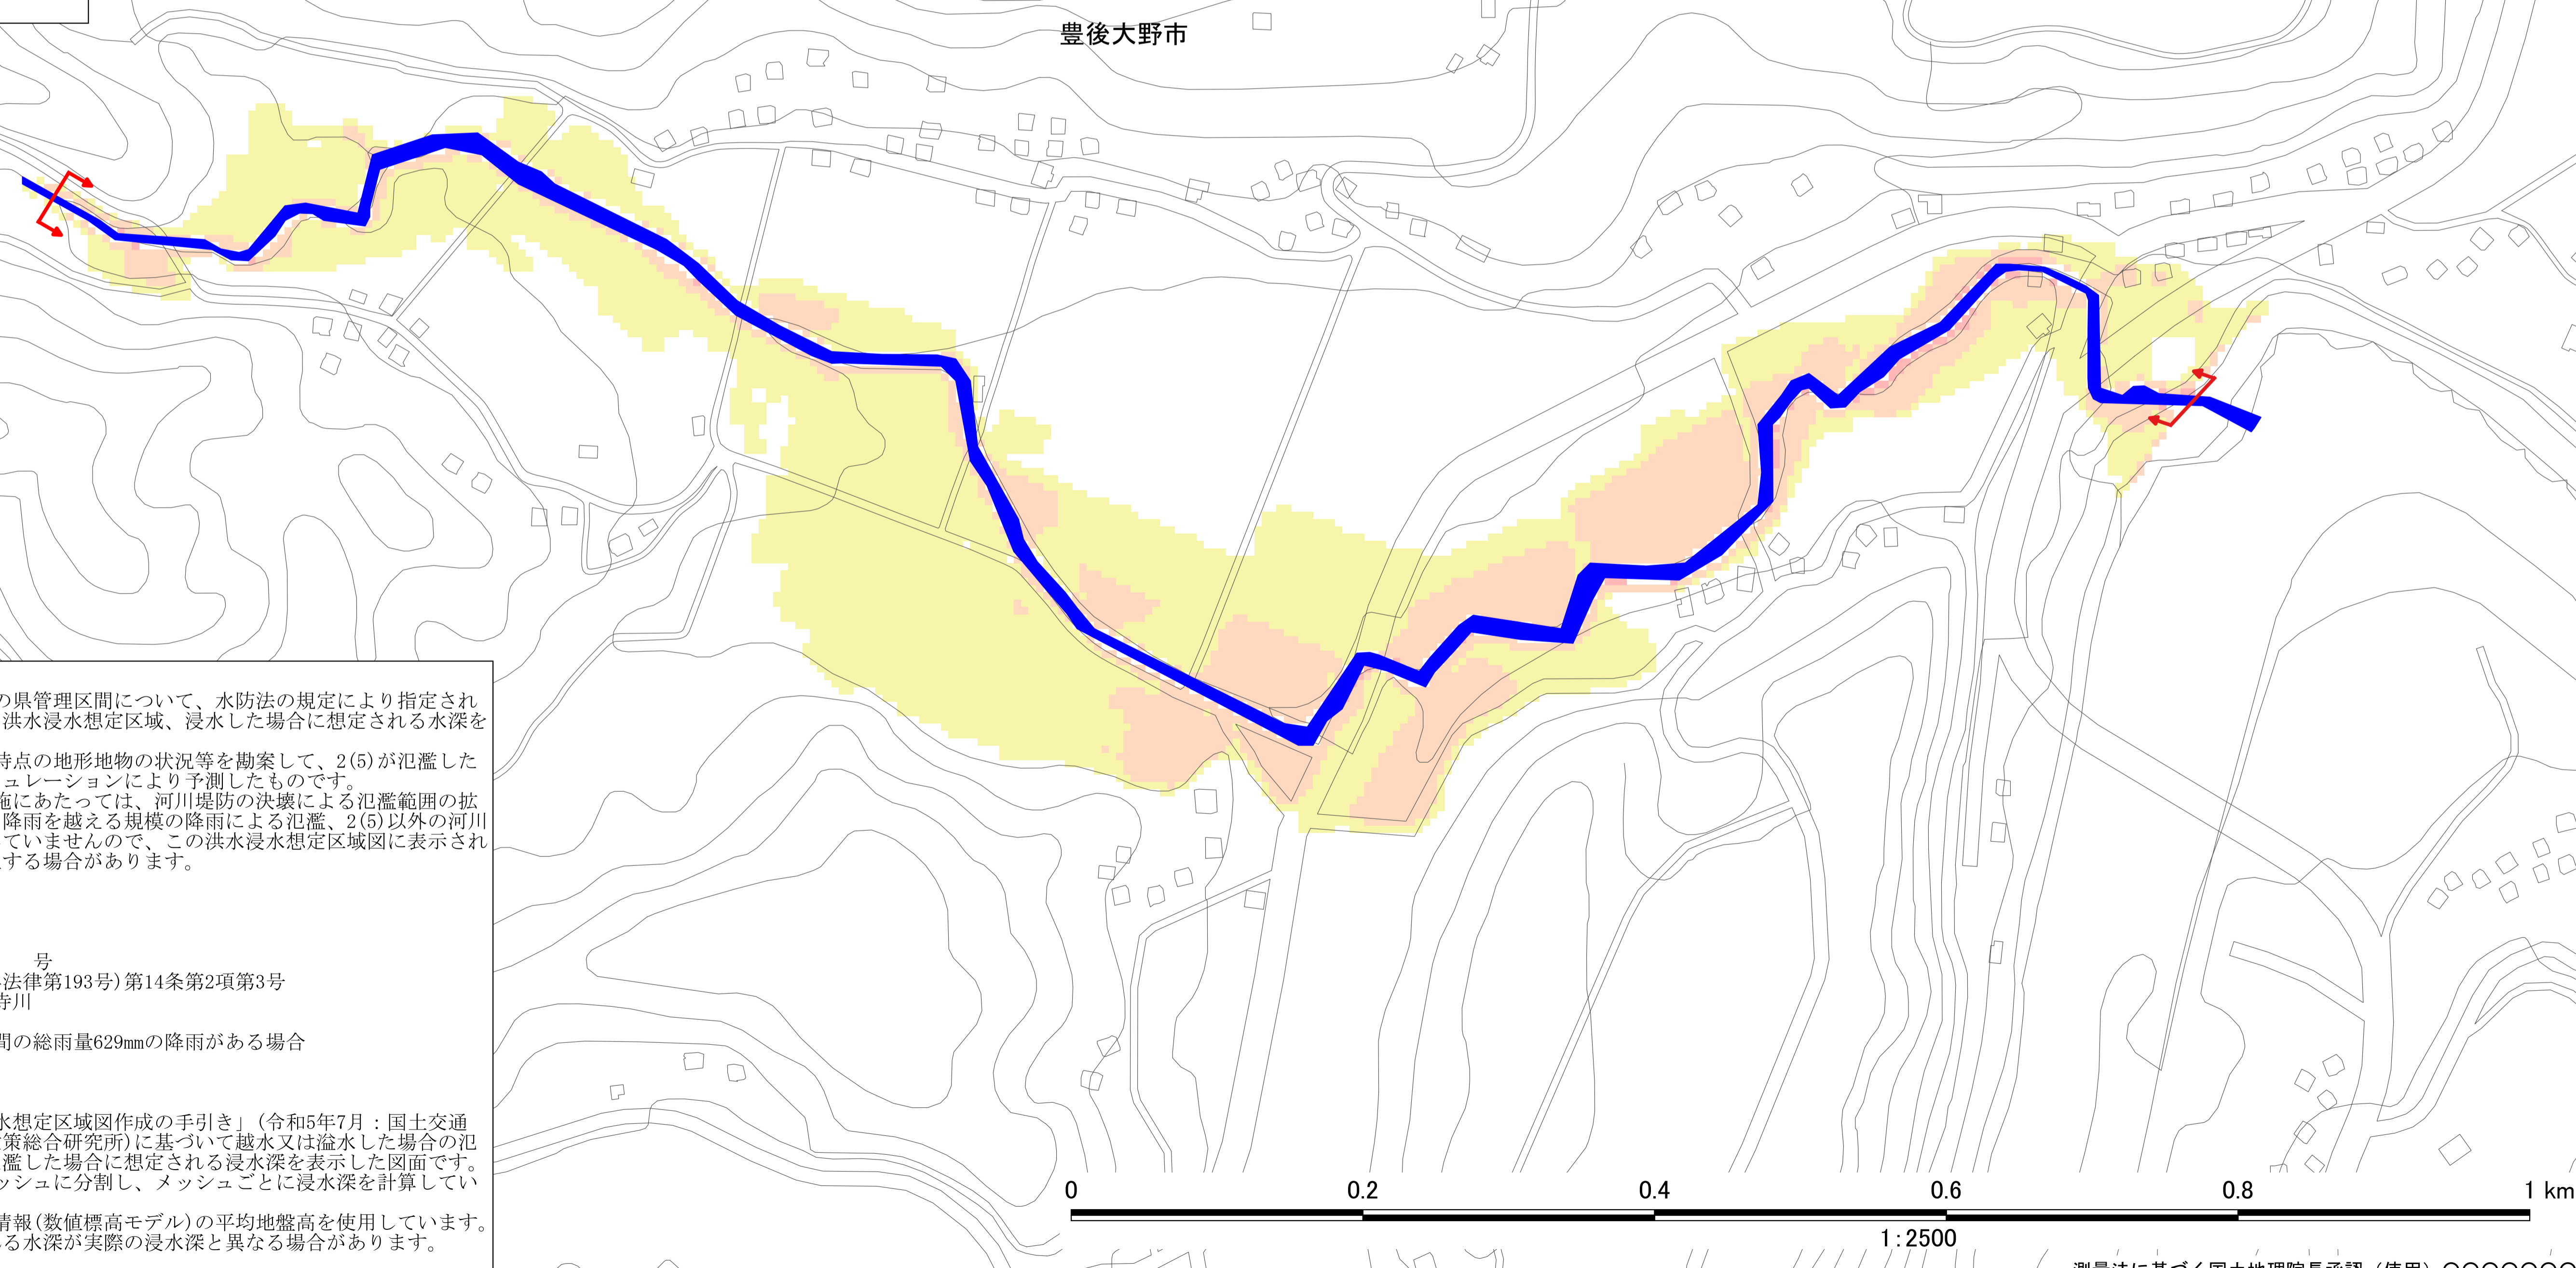 豊後大野市
の県管理区間について、水防法の規定により指定され
洪水浸水想定区域、浸水した場合に想定される水深を
時点の地形地物の状況等を勘案して、2(5)が氾濫した
ュレーションにより予測したものです。
施にあたっては、河川堤防の決壊による氾濫範囲の拡
降雨を越える規模の降雨による氾濫、2(5)以外の河川
ていませんので、この洪水浸水想定区域図に表示され
する場合があります。
号
法律第193号)第14条第2項第3号
寺川
間の総雨量629mmの降雨がある場合
水想定区域図作成の手引き」(令和5年7月：国土交通
策総合研究所)に基づいて越水又は溢水した場合の氾
濫した場合に想定される浸水深を表示した図面です。
ッシュに分割し、メッシュごとに浸水深を計算してい
情報(数値標高モデル)の平均地盤高を使用しています。
る水深が実際の浸水深と異なる場合があります。
0 0.2 0.4 0.6 0.8 1 km
1:2500
測量法に基づく国土地理院長承認（使用）